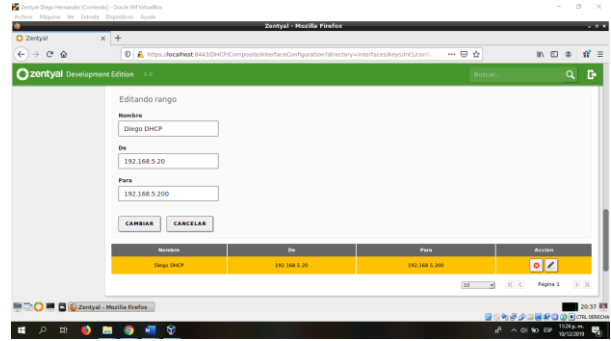 Zentyal-Diego Hernandez [Corriendo] - Oracle VM VirtualBox
Archivo Máquina Ver Entrada Dispositivos Ayuda
Zentyal - Mozilla Firefox
Zentyal
https://localhost:8443/DHCP/Composite/InterfaceConfiguration?directory=Interfaces/keys/int1/con
zentyal Development Edition
Buscar...
Editando rango
Nombre
Diego DHCP
De
192.168.5.20
Para
192.168.5.200
CAMBIAR CANCELAR
Nombre De Para Acción
Diego DHCP 192.168.5.20 192.168.5.200
10 Página 1
Zentyal - Mozilla Firefox 20:37
CTRL DERECHA
ESP 11:24 p. m.
10/12/2019